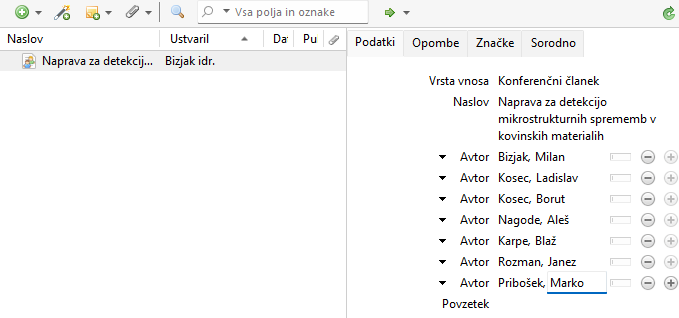 Vsa polja in oznake
Naslov Ustvaril Da Pu
Naprava za detekcij... Bizjak idr.
Podatki Opombe Značke Sorodno
Vrsta vnosa Konferenčni članek
Naslov Naprava za detekcijo
mikrostrukturnih sprememb v
kovinskih materialih
Avtor Bizjak, Milan
Avtor Kosec, Ladislav
Avtor Kosec, Borut
Avtor Nagode, Aleš
Avtor Karpe, Blaž
Avtor Rozman, Janez
Avtor Pribošek, Marko
Povzetek